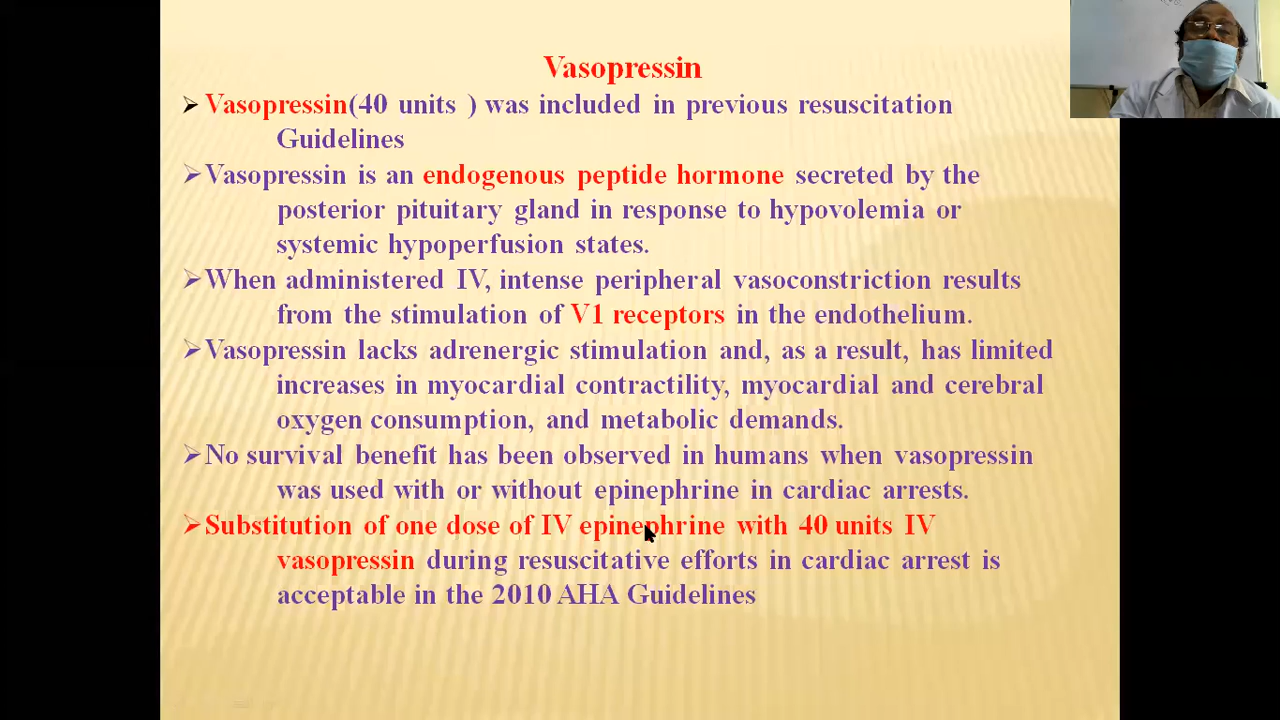 Vasopressin
➢ Vasopressin(40 units ) was included in previous resuscitation
Guidelines
➢Vasopressin is an endogenous peptide hormone secreted by the
posterior pituitary gland in response to hypovolemia or
systemic hypoperfusion states.
➢When administered IV, intense peripheral vasoconstriction results
from the stimulation of V1 receptors in the endothelium.
➢Vasopressin lacks adrenergic stimulation and, as a result, has limited
increases in myocardial contractility, myocardial and cerebral
oxygen consumption, and metabolic demands.
➢No survival benefit has been observed in humans when vasopressin
was used with or without epinephrine in cardiac arrests.
➢Substitution of one dose of IV epinephrine with 40 units IV
vasopressin during resuscitative efforts in cardiac arrest is
acceptable in the 2010 AHA Guidelines